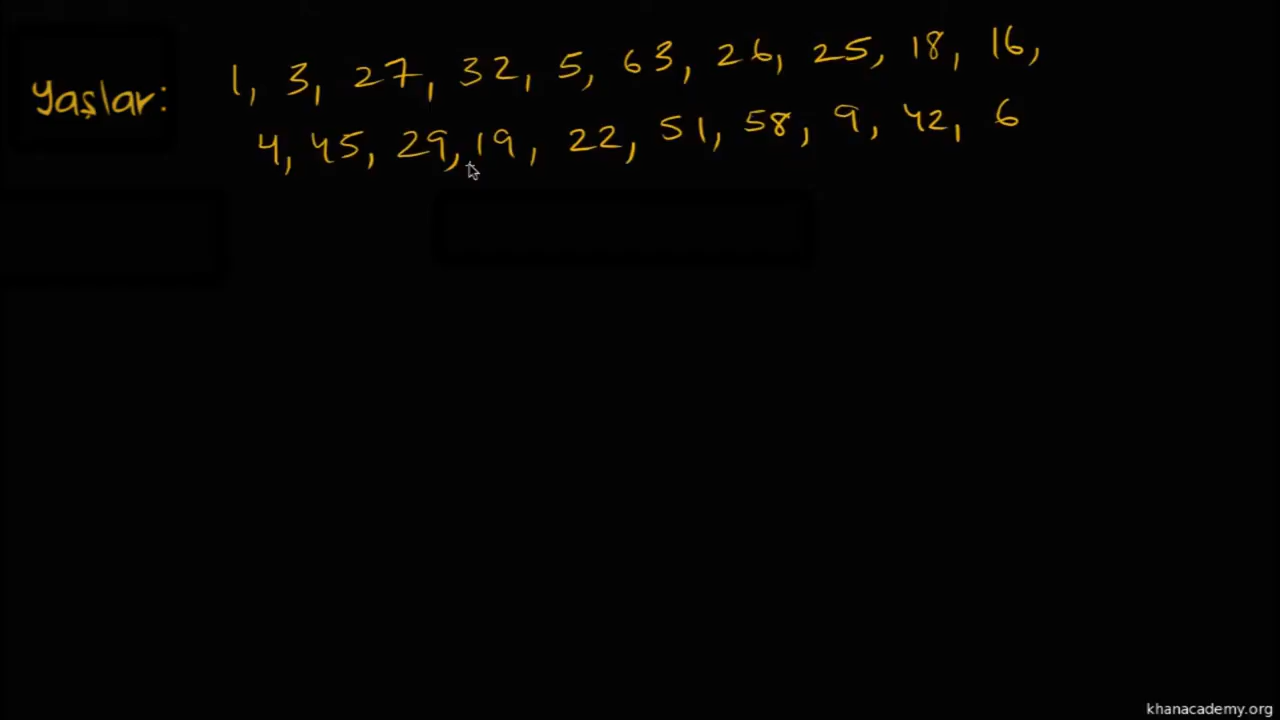 Yaşlar: 1, 3, 27, 32, 5, 63, 26, 25, 18, 16,
4, 45, 29, 19, 22, 51, 58, 9, 42, 6
khanacademy.org